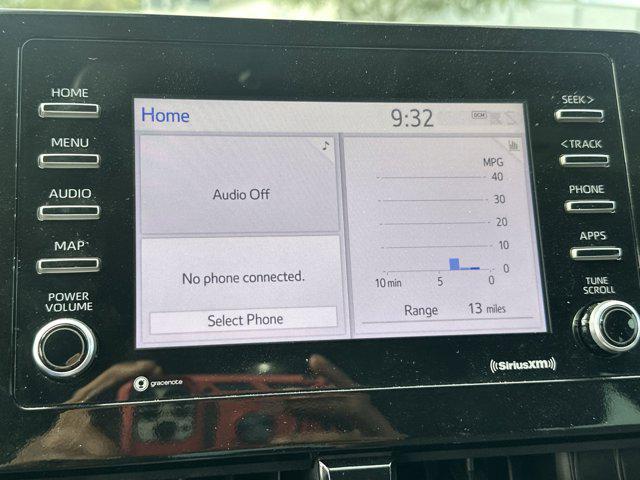 HOME
MENU
AUDIO
MAP
POWER
VOLUME
Home
9:32
DCM
Audio Off
No phone connected.
Select Phone
MPG
40
30
20
10
0
10 min
5
0
Range 13 miles
SEEK >
< TRACK
PHONE
APPS
TUNE
SCROLL
gracenote
((SiriusXM))